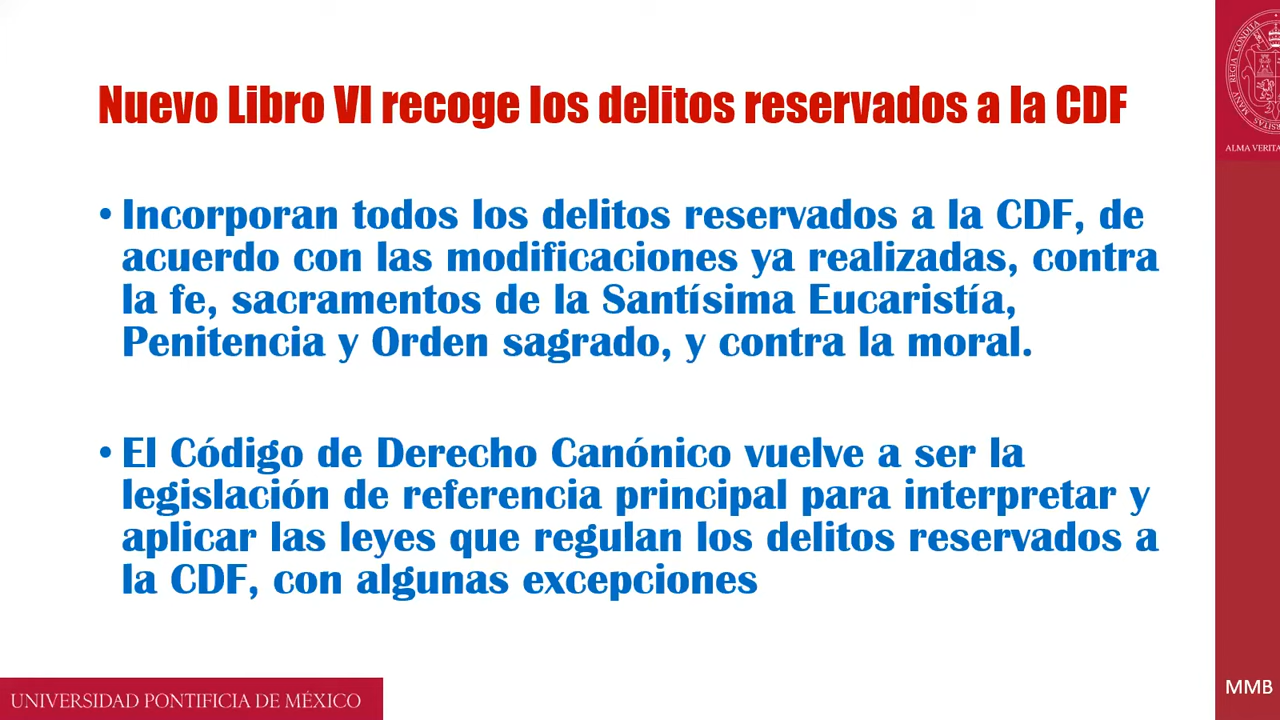 Nuevo Libro VI recoge los delitos reservados a la CDF
• Incorporan todos los delitos reservados a la CDF, de
acuerdo con las modificaciones ya realizadas, contra
la fe, sacramentos de la Santísima Eucaristía,
Penitencia y Orden sagrado, y contra la moral.
• El Código de Derecho Canónico vuelve a ser la
legislación de referencia principal para interpretar y
aplicar las leyes que regulan los delitos reservados a
la CDF, con algunas excepciones
REGIA CONDITA
ALMA VERITA
UNIVERSIDAD PONTIFICIA DE MÉXICO
MMB